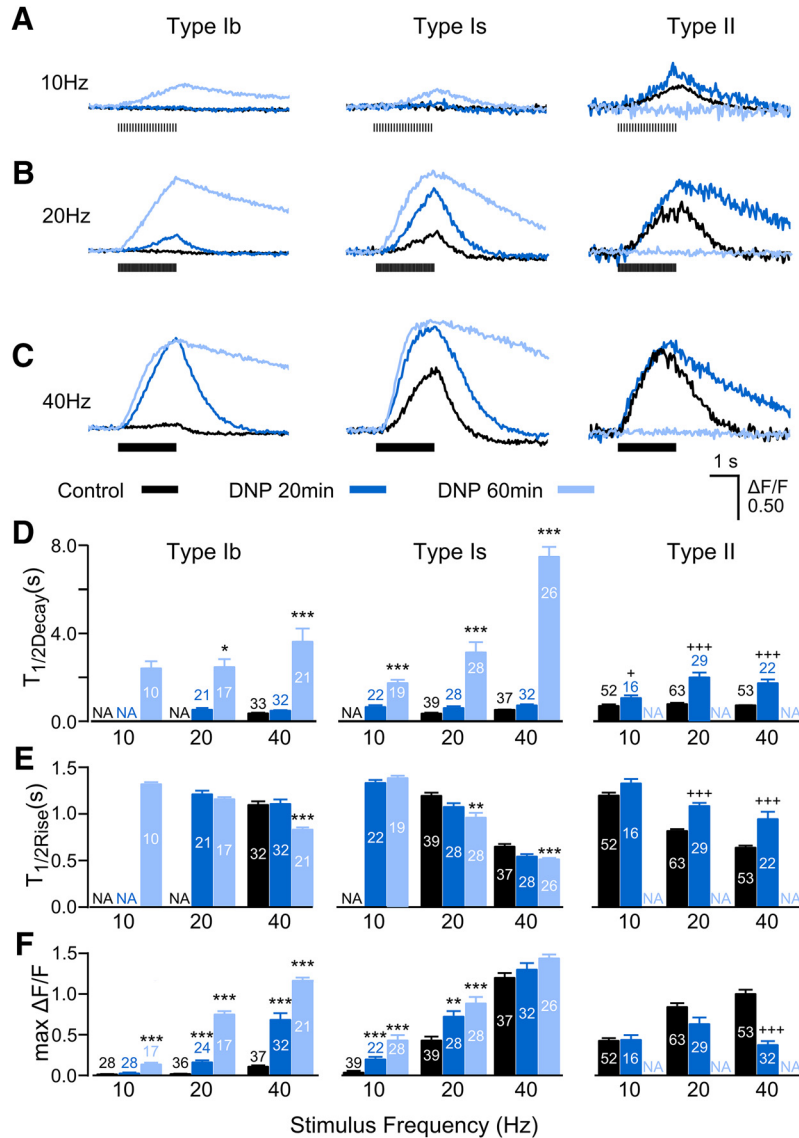 A
Type Ib Type Is Type II
10Hz
B
20Hz
C
40Hz
1 s
ΔF/F
0.50
Control DNP 20min DNP 60min
D
Type Ib Type Is Type II
T1/2Decay(s)
8.0
4.0
0.0
NA NA 10 NA 21 17 * 33 32 21 ***
NA 22 19 *** 39 28 28 *** 37 32 26 ***
52 16 + NA 63 29 +++ NA 53 22 +++ NA
10 20 40 10 20 40 10 20 40
E
T1/2Rise(s)
1.5
1.0
0.5
0.0
NA NA 10 NA 21 17 32 32 21 ***
NA 22 19 39 28 28 ** 37 28 26 ***
52 16 NA 63 29 +++ NA 53 22 +++ NA
10 20 40 10 20 40 10 20 40
F
max ΔF/F
1.5
1.0
0.5
0.0
28 28 17 *** 36 24 *** 17 *** 37 32 *** 21 ***
39 22 *** 28 *** 39 28 ** 28 *** 37 32 26
52 16 NA 63 29 NA 53 32 +++ NA
10 20 40 10 20 40 10 20 40
Stimulus Frequency (Hz)